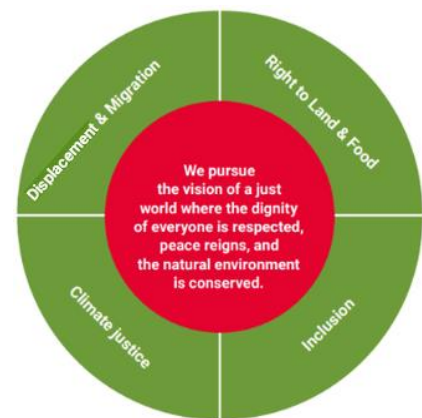 Displacement & Migration
Right to Land & Food
We pursue
the vision of a just
world where the dignity
of everyone is respected,
peace reigns, and
the natural environment
is conserved.
Climate justice
Inclusion